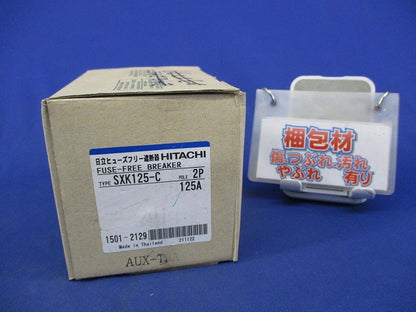 日立ヒューズフリー遮断器 HITACHI
FUSE-FREE BREAKER
TYPE SXK125-C POLE 2P
125A
1501-2129
Made in Thailand 211122
梱包材
傷つぶれ汚れ
やぶれ 有り